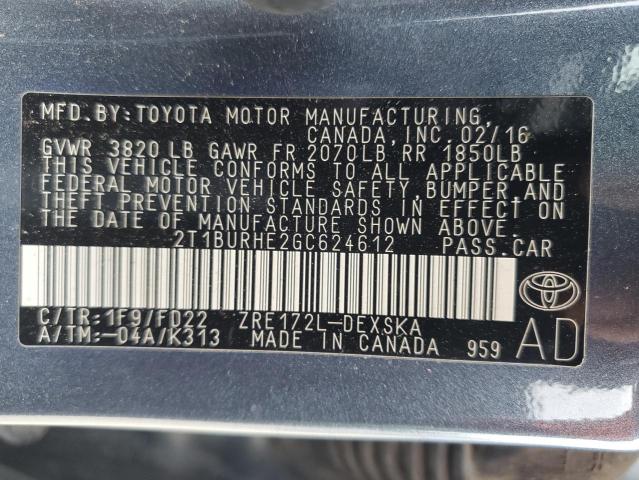 MFD. BY: TOYOTA MOTOR MANUFACTURING,
CANADA, INC. 02/16
GVWR 3820 LB GAWR FR 2070LB RR 1850LB
THIS VEHICLE CONFORMS TO ALL APPLICABLE
FEDERAL MOTOR VEHICLE SAFETY, BUMPER, AND
THEFT PREVENTION STANDARDS IN EFFECT ON
THE DATE OF MANUFACTURE SHOWN ABOVE.
2T1BURHE2GC624612 PASS. CAR
C/TR: 1F9/FD22 ZRE172L-DEXSKA
A/TM:-04A/K313 MADE IN CANADA 959 AD